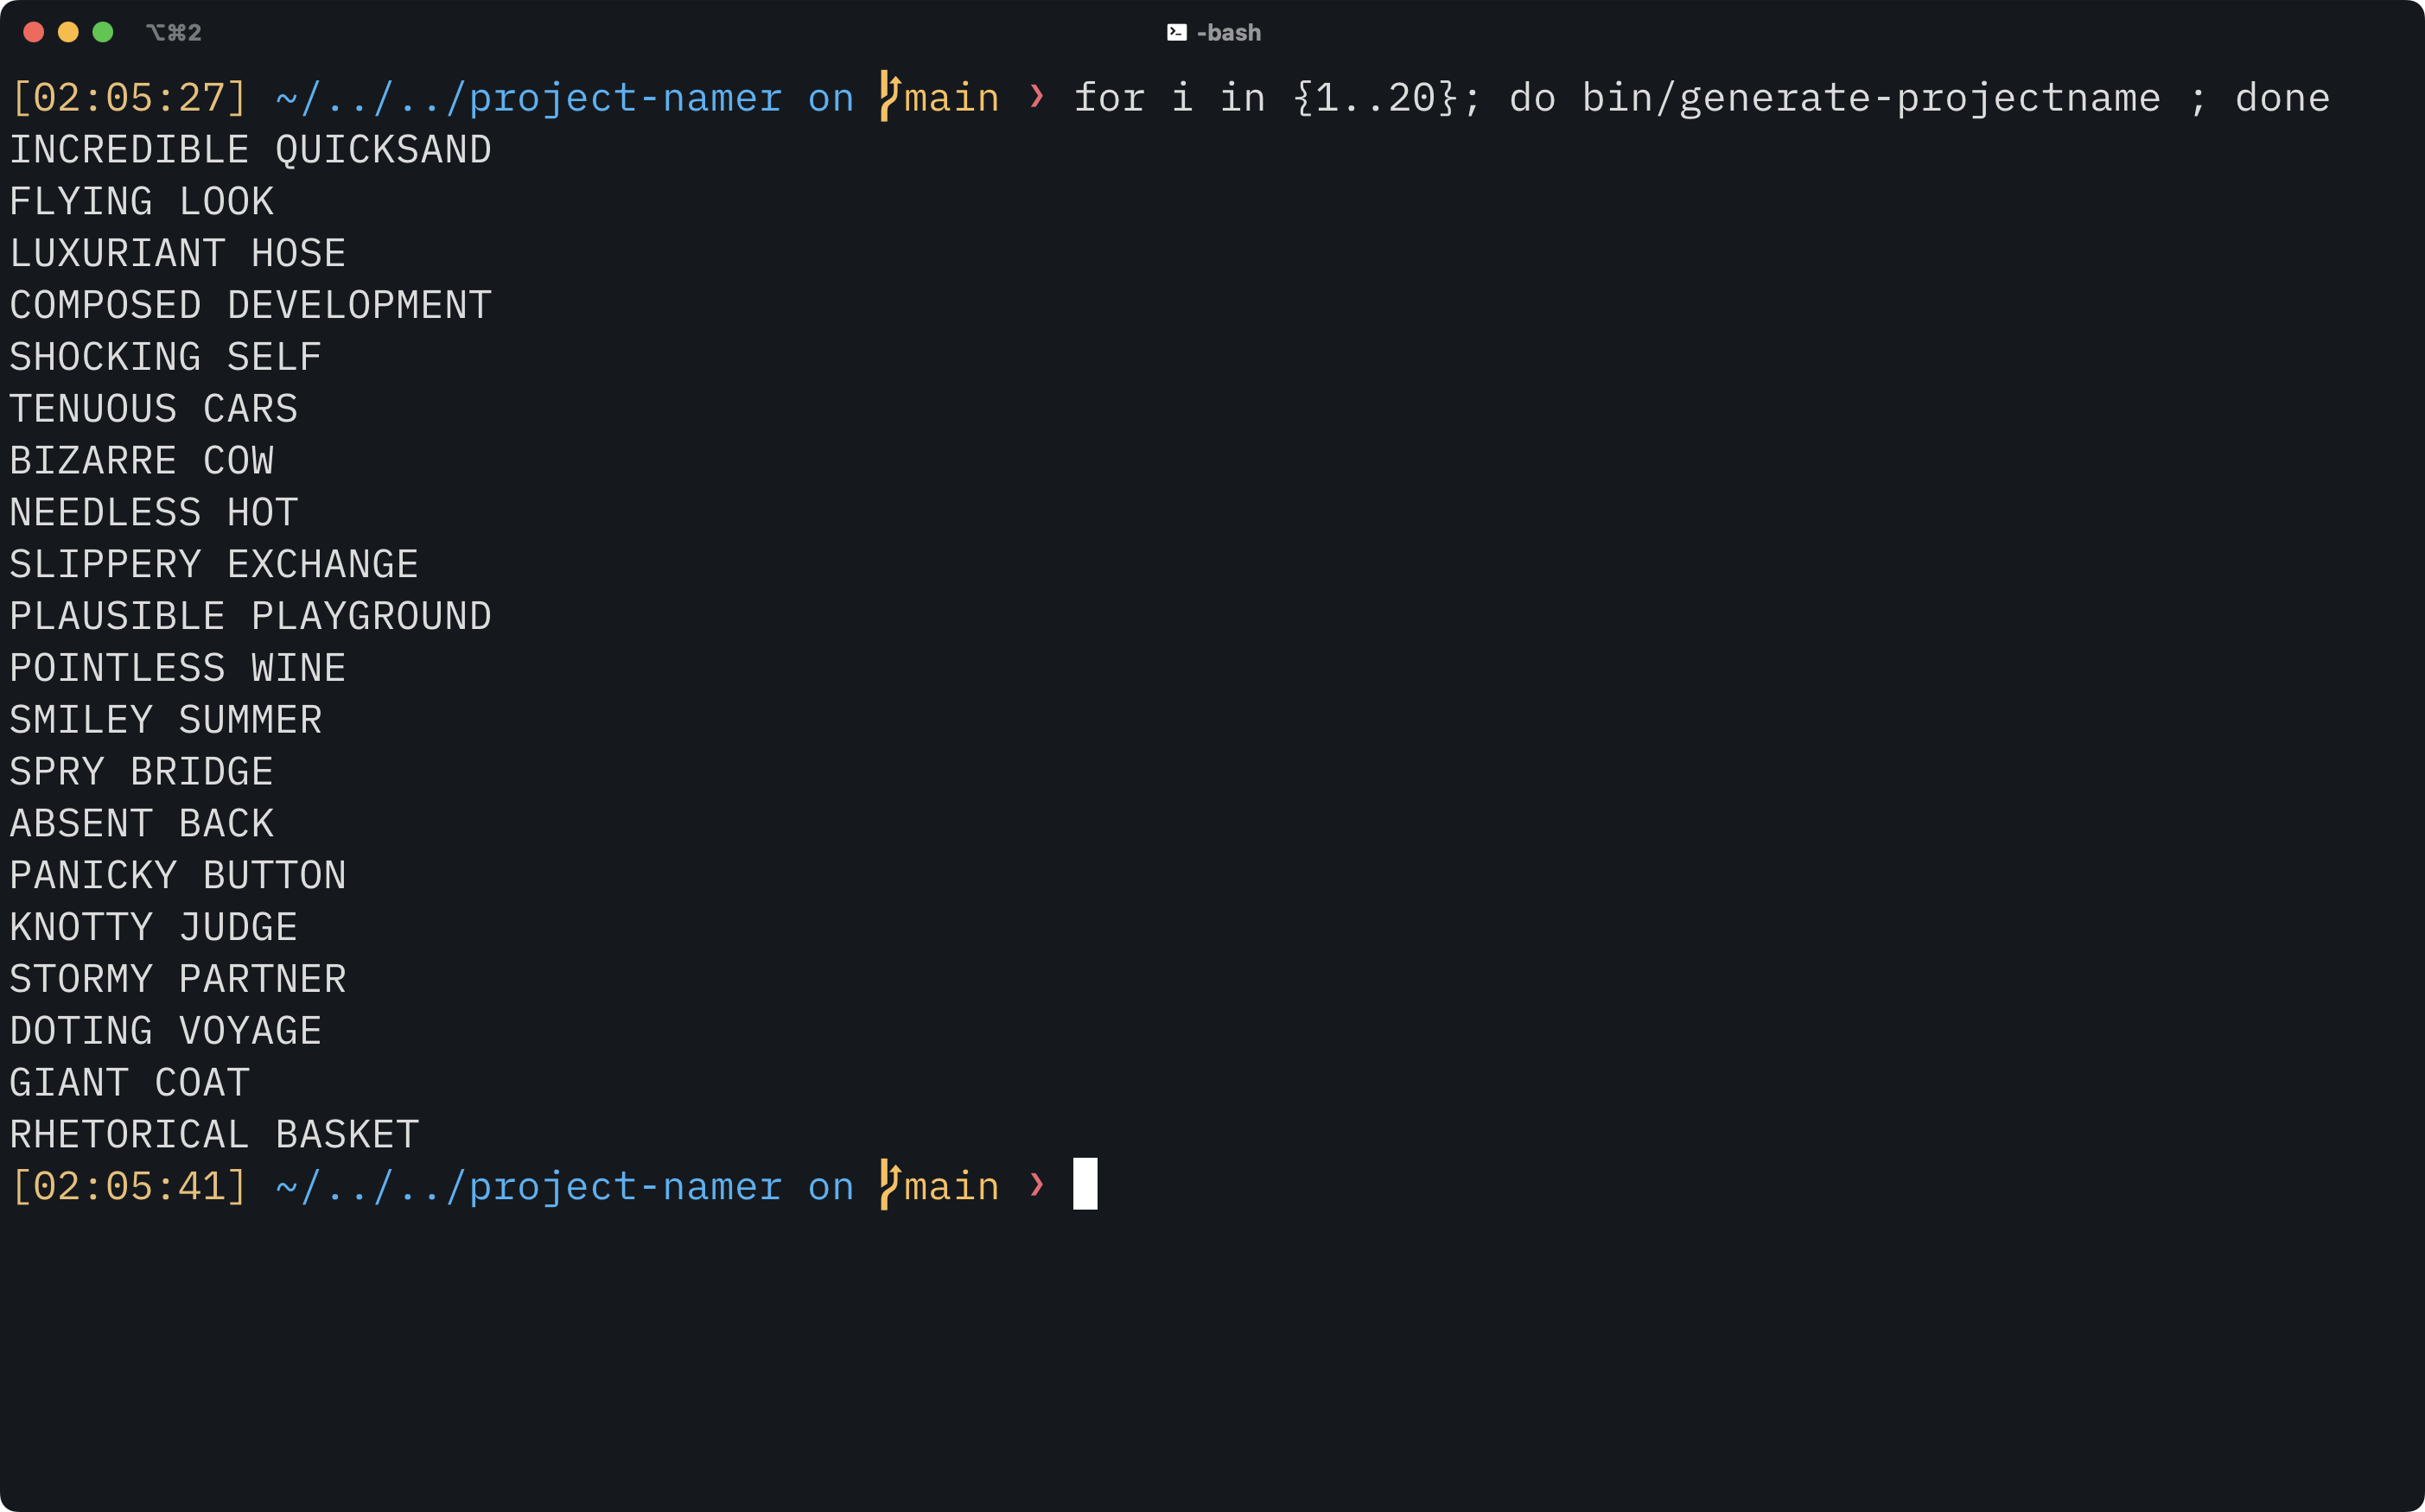 ⌥⌘2
-bash
[02:05:27] ~/../../project-namer on main ❯ for i in {1..20}; do bin/generate-projectname ; done
INCREDIBLE QUICKSAND
FLYING LOOK
LUXURIANT HOSE
COMPOSED DEVELOPMENT
SHOCKING SELF
TENUOUS CARS
BIZARRE COW
NEEDLESS HOT
SLIPPERY EXCHANGE
PLAUSIBLE PLAYGROUND
POINTLESS WINE
SMILEY SUMMER
SPRY BRIDGE
ABSENT BACK
PANICKY BUTTON
KNOTTY JUDGE
STORMY PARTNER
DOTING VOYAGE
GIANT COAT
RHETORICAL BASKET
[02:05:41] ~/../../project-namer on main ❯